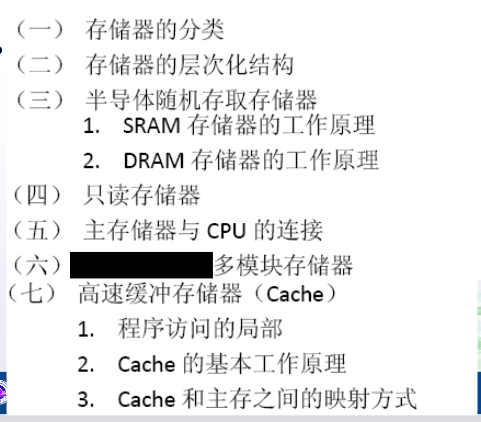 （一） 存储器的分类
（二） 存储器的层次化结构
（三） 半导体随机存取存储器
1. SRAM 存储器的工作原理
2. DRAM 存储器的工作原理
（四） 只读存储器
（五） 主存储器与 CPU 的连接
（六） 多模块存储器
（七） 高速缓冲存储器（Cache）
1. 程序访问的局部
2. Cache 的基本工作原理
3. Cache 和主存之间的映射方式